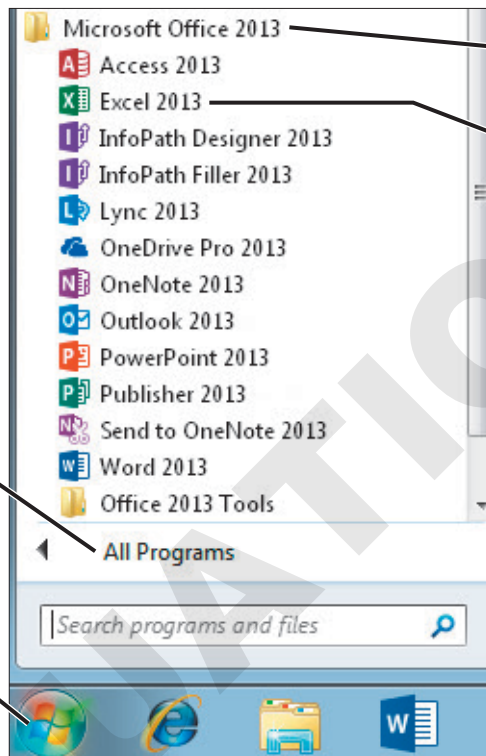 Microsoft Office 2013
Access 2013
Excel 2013
InfoPath Designer 2013
InfoPath Filler 2013
Lync 2013
OneDrive Pro 2013
OneNote 2013
Outlook 2013
PowerPoint 2013
Publisher 2013
Send to OneNote 2013
Word 2013
Office 2013 Tools
All Programs
Search programs and files